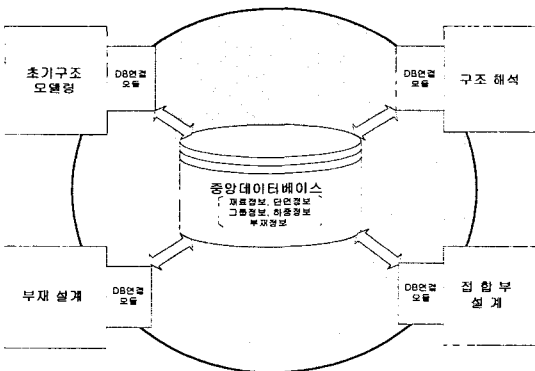 초기구조
모델링
DB연결
모듈
DB연결
모듈
구조 해석
중앙데이터베이스
재료정보, 단면정보
그룹정보, 하중정보
부재정보
부재 설계
DB연결
모듈
DB연결
모듈
접 합 부
설 계